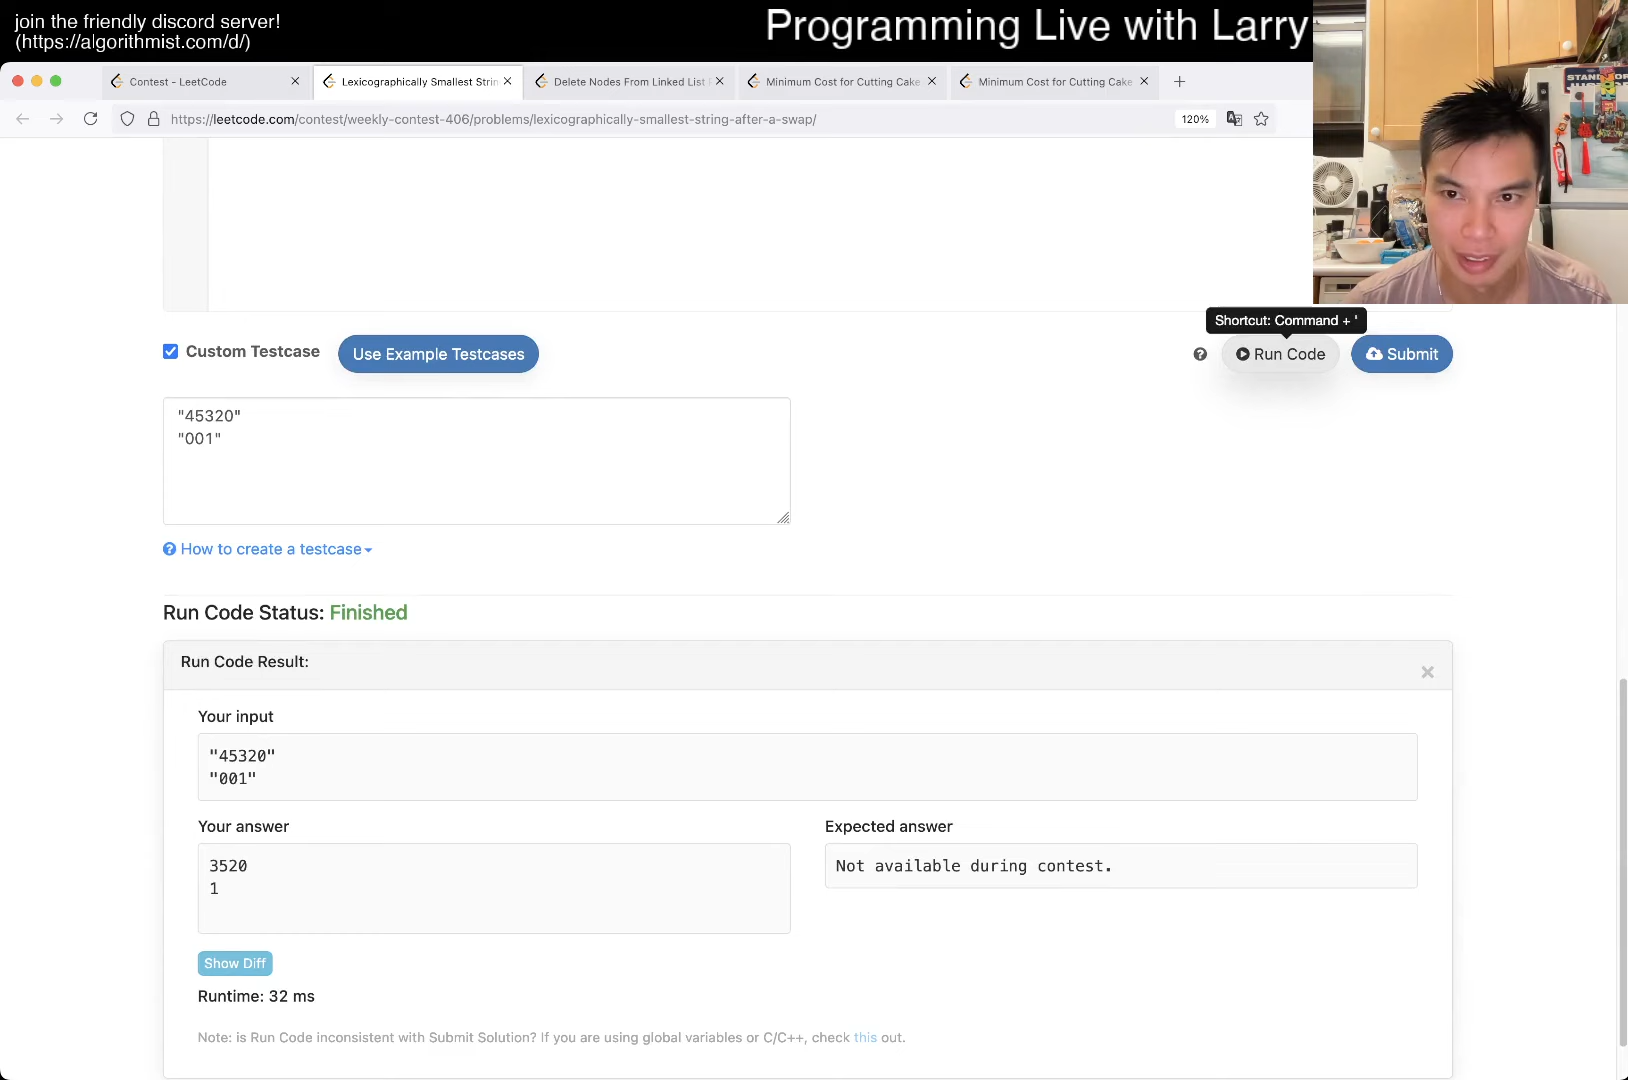 join the friendly discord server!
(https://algorithmist.com/d/)
Programming Live with Larry
Contest - LeetCode
Lexicographically Smallest Strin
Delete Nodes From Linked List
Minimum Cost for Cutting Cake
Minimum Cost for Cutting Cake
https://leetcode.com/contest/weekly-contest-406/problems/lexicographically-smallest-string-after-a-swap/
120%
STAND
Shortcut: Command + '
Custom Testcase
Use Example Testcases
Run Code
Submit
"45320"
"001"
How to create a testcase
Run Code Status: Finished
Run Code Result:
Your input
"45320"
"001"
Your answer
Expected answer
3520
1
Not available during contest.
Show Diff
Runtime: 32 ms
Note: is Run Code inconsistent with Submit Solution? If you are using global variables or C/C++, check this out.